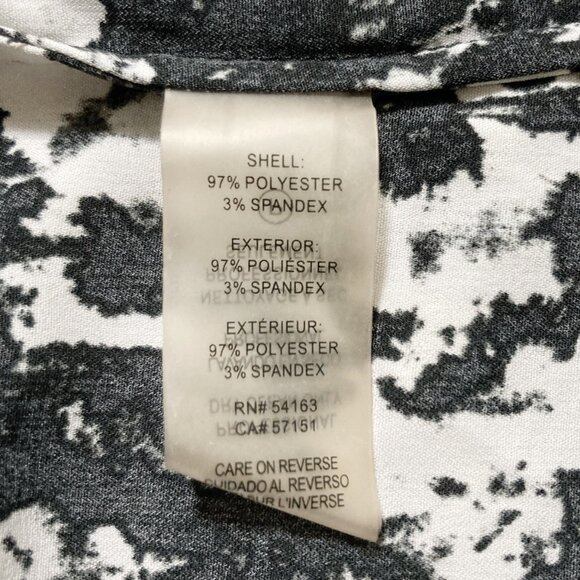 SHELL:
97% POLYESTER
3% SPANDEX
EXTERIOR:
97% POLIÉSTER
3% SPANDEX
EXTÉRIEUR:
97% POLYESTER
3% SPANDEX
RN# 54163
CA# 57151
CARE ON REVERSE
CUIDADO AL REVERSO
L'INVERSE